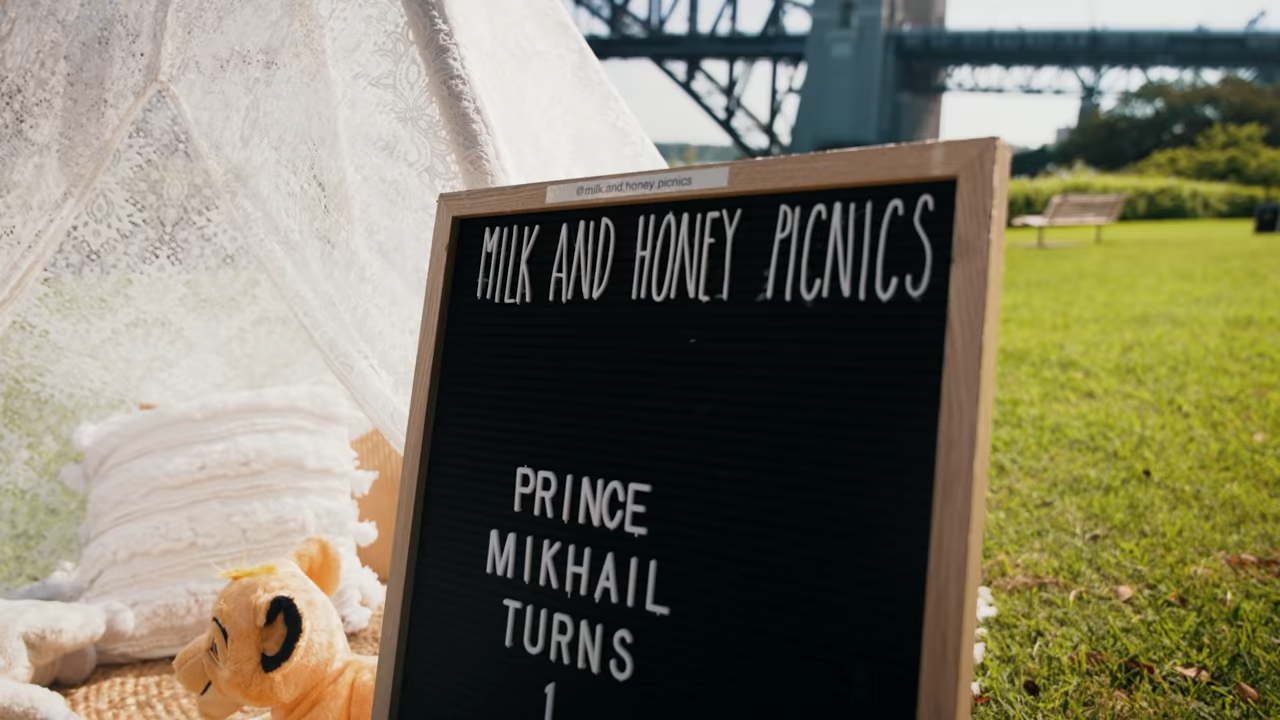 @milk.and.honey.picnics
MILK AND HONEY PICNICS
PRINCE
MIKHAIL
TURNS
1